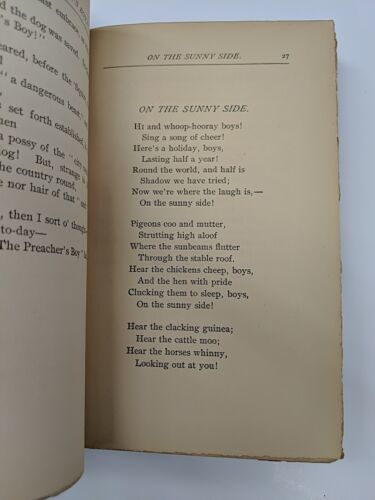 the dog was saved
Boy!"
before the
"a dangerous beast,"
set forth established
a possy of the "city
But, strange
the country round,
nor hair of that
then I sort o'
to-day—
The Preacher's Boy"
ON THE SUNNY SIDE. 27
ON THE SUNNY SIDE.
HI and whoop-hooray boys!
Sing a song of cheer!
Here's a holiday, boys,
Lasting half a year!
Round the world, and half is
Shadow we have tried;
Now we're where the laugh is,—
On the sunny side!
Pigeons coo and mutter,
Strutting high aloof
Where the sunbeams flutter
Through the stable roof.
Hear the chickens cheep, boys,
And the hen with pride
Clucking them to sleep, boys,
On the sunny side!
Hear the clacking guinea;
Hear the cattle moo;
Hear the horses whinny,
Looking out at you!